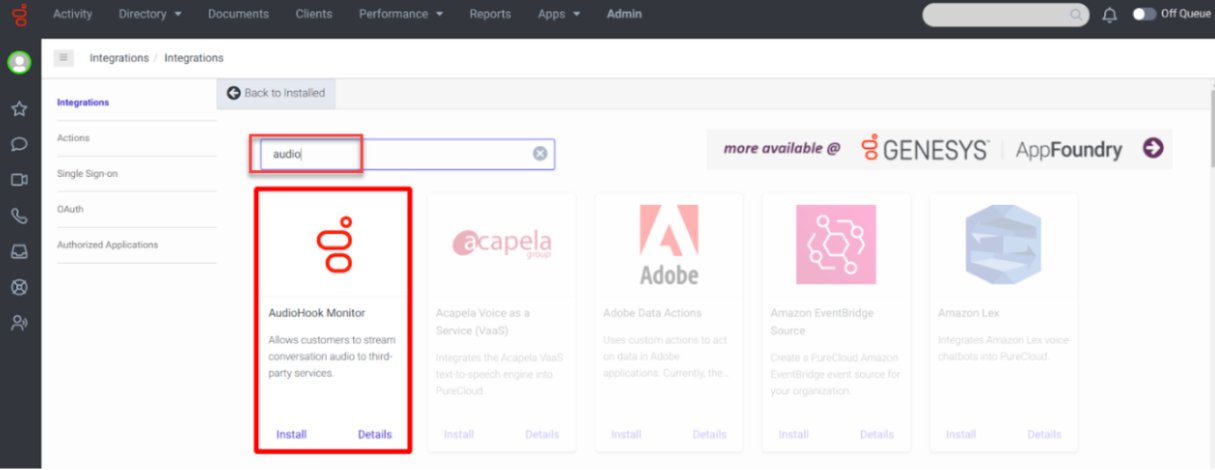 Activity Directory Documents Clients Performance Reports Apps Admin Off Queue
Integrations / Integrations
Integrations
Actions
Single Sign-on
OAuth
Authorized Applications
Back to Installed
audio
more available @ GENESYS AppFoundry
AudioHook Monitor
Allows customers to stream
conversation audio to third-
party services.
Install Details
acapela
group
Acapela Voice as a
Service (VaaS)
Integrates the Acapela VaaS
text-to-speech engine into
PureCloud.
Install Details
Adobe
Adobe Data Actions
Uses custom actions to act
on data in Adobe
applications. Currently, the...
Install Details
Amazon EventBridge
Source
Create a PureCloud Amazon
EventBridge event source for
your organization
Install Details
Amazon Lex
Integrates Amazon Lex voice
chatbots into PureCloud
Install Details